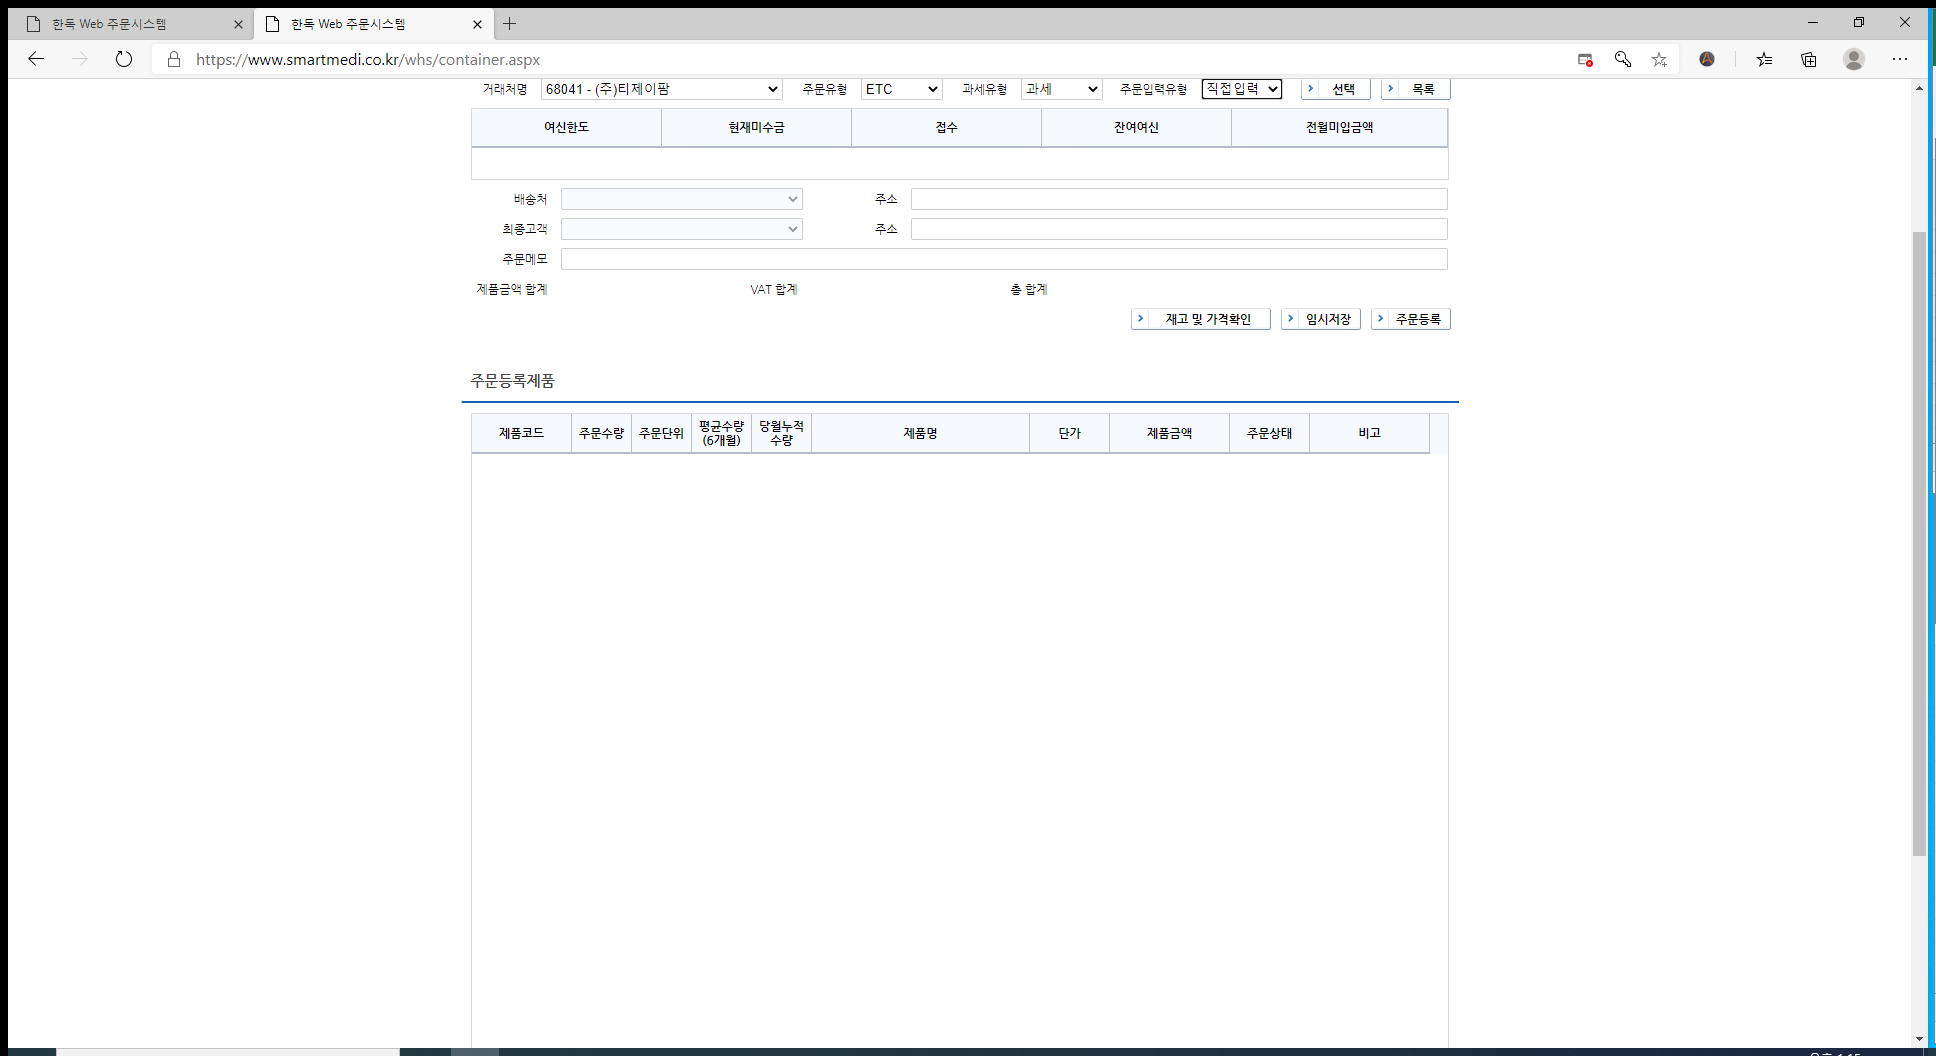 한독 Web 주문시스템
한독 Web 주문시스템
https://www.smartmedi.co.kr/whs/container.aspx
거래처명 68041 - (주)티제이팜 주문유형 ETC 과세유형 과세 주문입력유형 직접입력 선택 목록
여신한도 현재미수금 접수 잔여여신 전월미입금액
배송처 주소
최종고객 주소
주문메모
제품금액 합계 VAT 합계 총 합계
재고 및 가격확인 임시저장 주문등록
주문등록제품
제품코드 주문수량 주문단위 평균수량 (6개월) 당월누적 수량 제품명 단가 제품금액 주문상태 비고